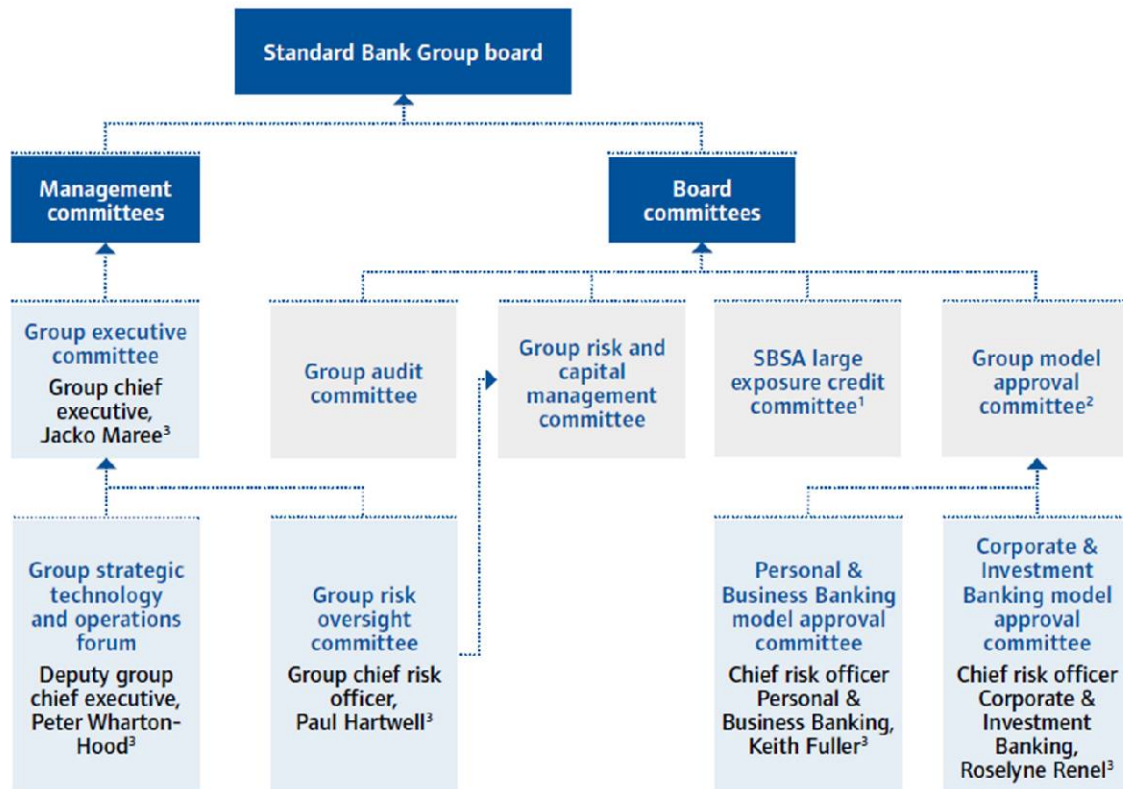 Standard Bank Group board
Management
committees
Board
committees
Group executive
committee
Group chief
executive,
Jacko Maree³
Group audit
committee
Group risk and
capital
management
committee
SBSA large
exposure credit
committee¹
Group model
approval
committee²
Group strategic
technology
and operations
forum
Deputy group
chief executive,
Peter Wharton-
Hood³
Group risk
oversight
committee
Group chief risk
officer,
Paul Hartwell³
Personal &
Business Banking
model approval
committee
Chief risk officer
Personal &
Business Banking,
Keith Fuller³
Corporate &
Investment
Banking model
approval
committee
Chief risk officer
Corporate &
Investment
Banking,
Roselyne Renel³